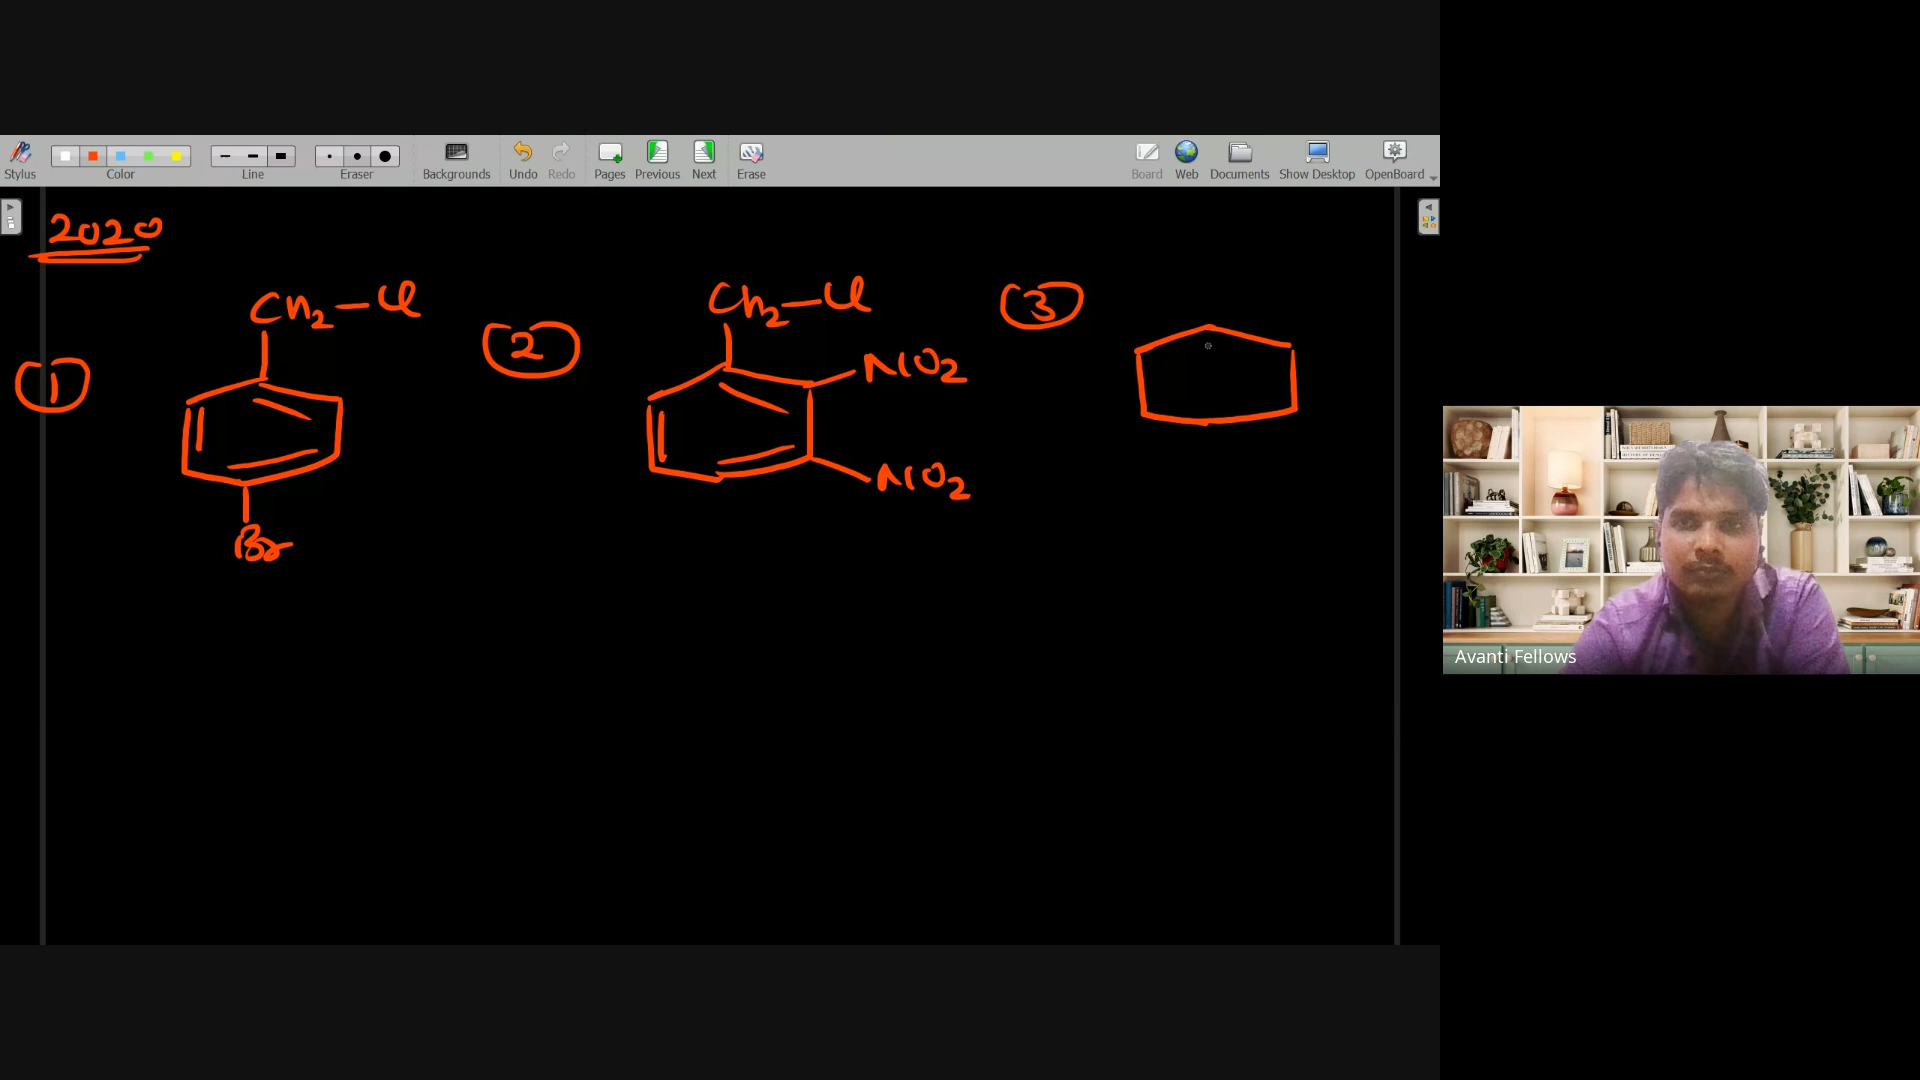 Stylus
Color
Line
Eraser
Backgrounds
Undo
Redo
Pages
Previous
Next
Erase
Board
Web
Documents
Show Desktop
OpenBoard
2020
1
CH2-Cl
Br
2
CH2-Cl
NO2
NO2
3
Avanti Fellows